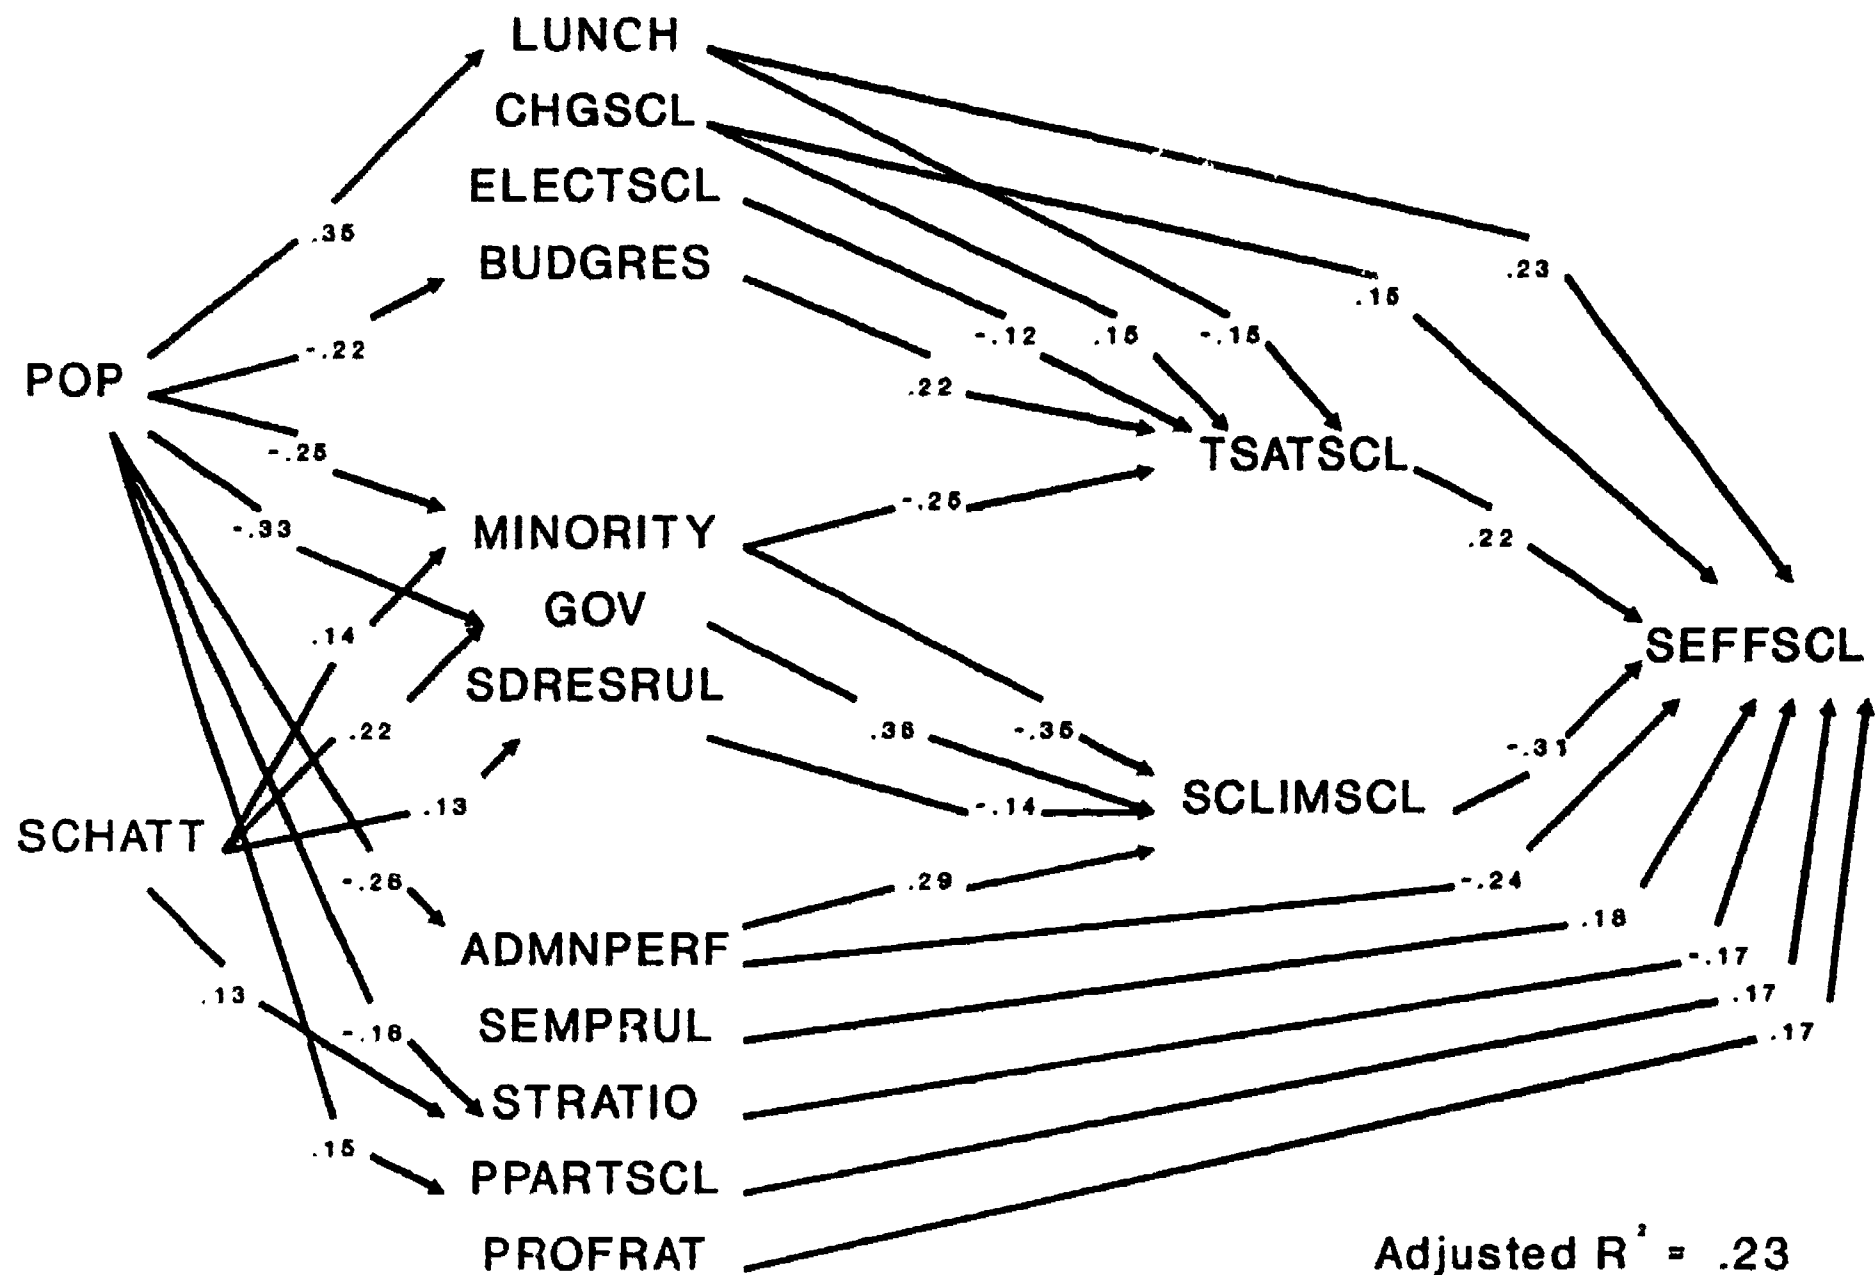 LUNCH
CHGSCL
ELECTSCL
.35
BUDGRES
.23
.15
-.12 .15 -.15
-.22
POP
.22
-.25
TSATSCL
-.25
-.33
MINORITY
.22
GOV
.14
SEFFSCL
SDRESRUL
.22
.36 -.35
-.31
.13
SCLIMSCL
SCHATT
-.26
.29
-.24
.18
ADMNPERF
-.17
.13
.17
SEMPRUL
-.16
.17
STRATIO
.15
PPARTSCL
PROFRAT
-.14
Adjusted R² = .23